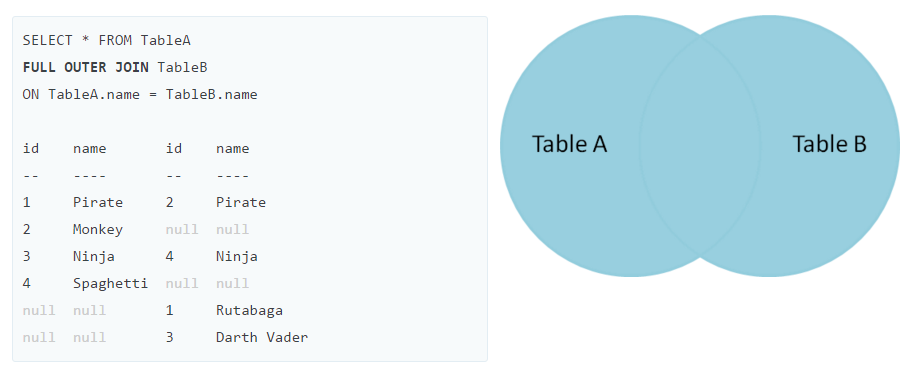 SELECT * FROM TableA
FULL OUTER JOIN TableB
ON TableA.name = TableB.name
id name id name
-- ---- -- ----
1 Pirate 2 Pirate
2 Monkey null null
3 Ninja 4 Ninja
4 Spaghetti null null
null null 1 Rutabaga
null null 3 Darth Vader
Table A
Table B